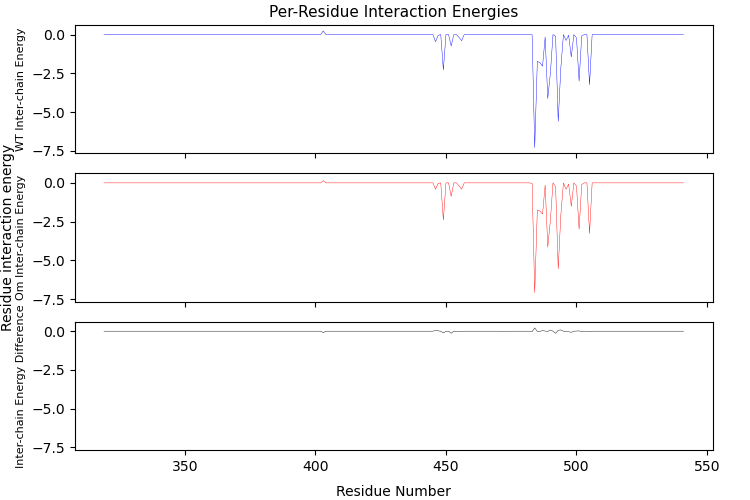 Per-Residue Interaction Energies
Residue interaction energy
WT Inter-chain Energy
0.0
−2.5
−5.0
−7.5
Om Inter-chain Energy
0.0
−2.5
−5.0
−7.5
Inter-chain Energy Difference
0.0
−2.5
−5.0
−7.5
350 400 450 500 550
Residue Number